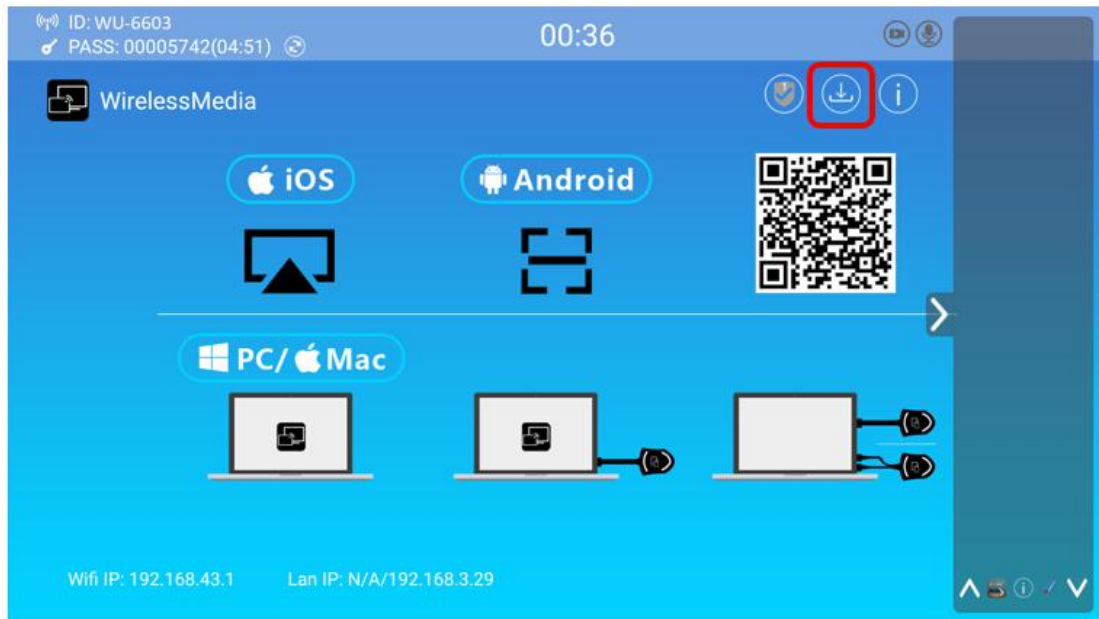 ID: WU-6603
PASS: 00005742(04:51)
00:36
WirelessMedia
i
iOS
Android
PC/ Mac
Wifi IP: 192.168.43.1
Lan IP: N/A/192.168.3.29